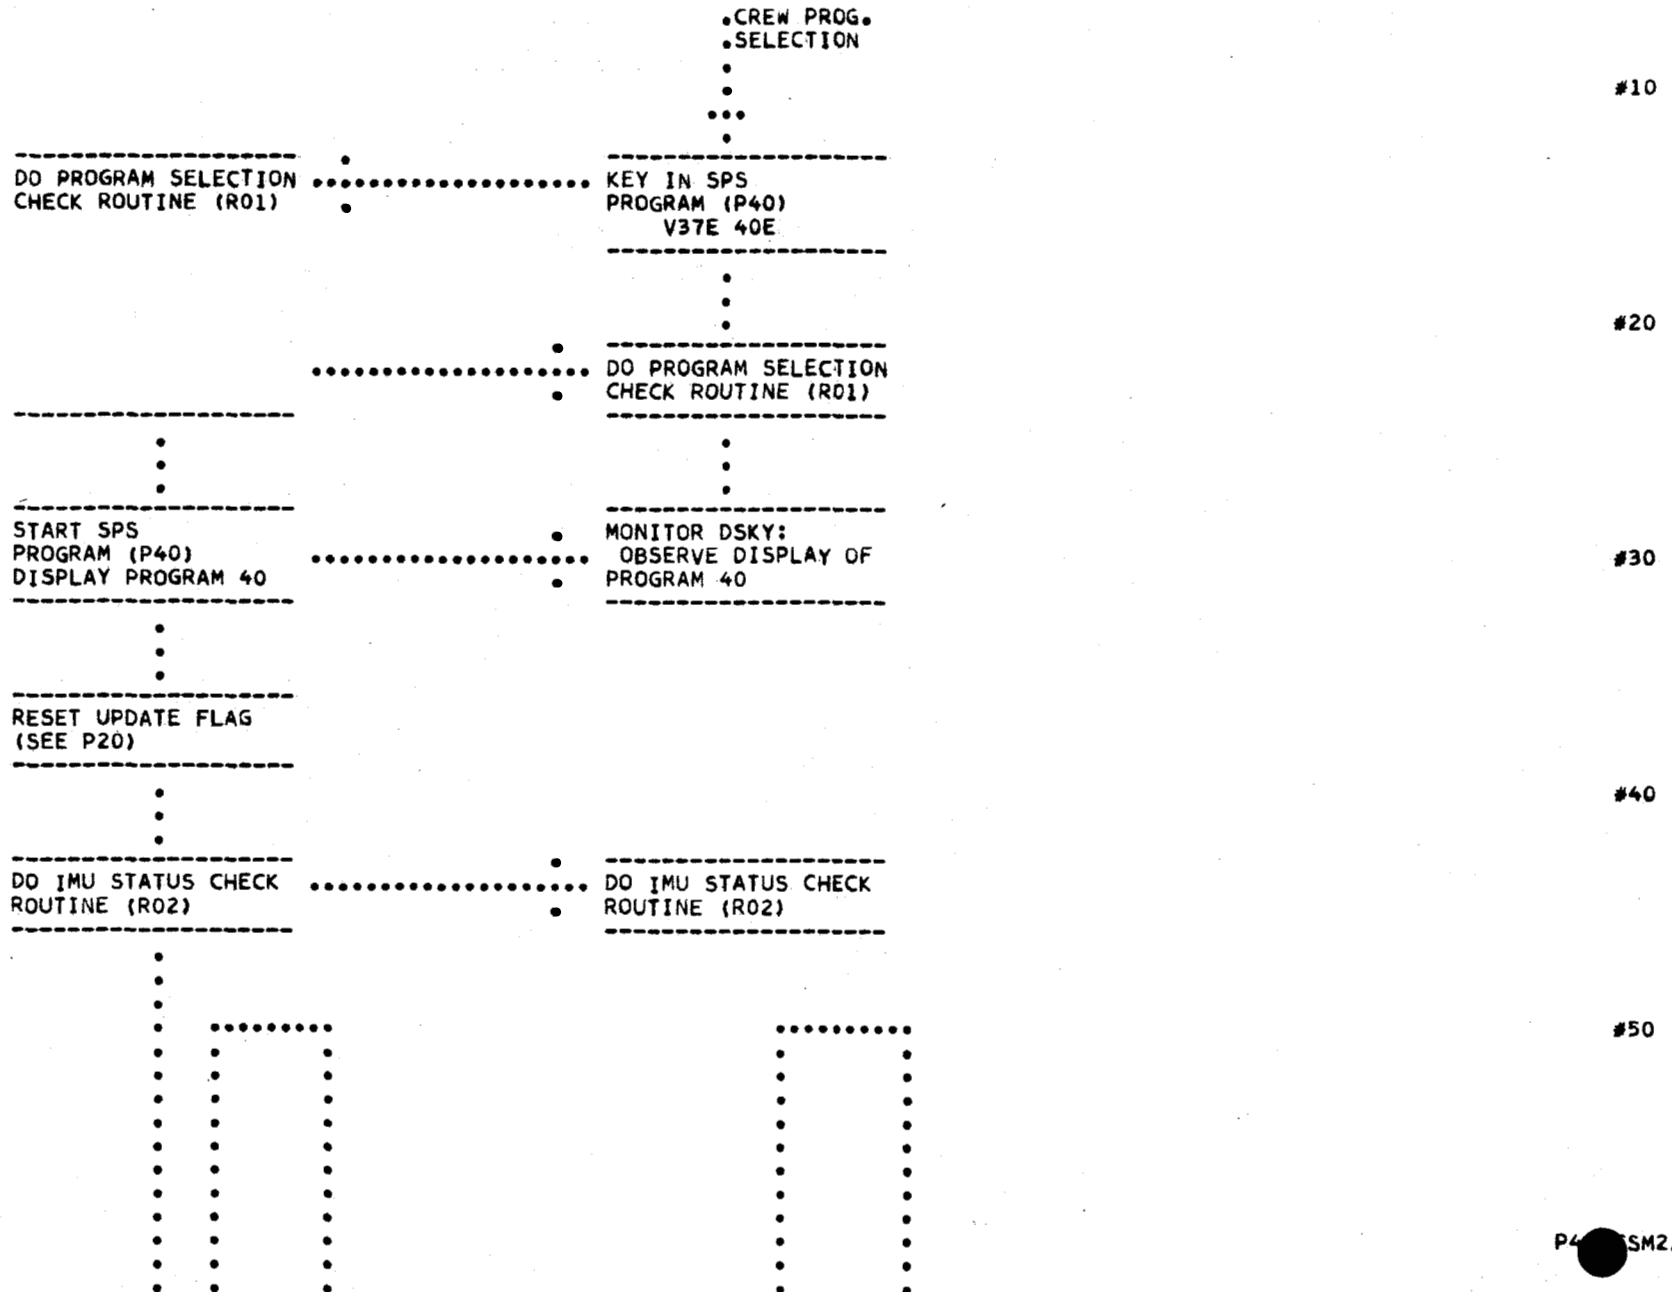 .CREW PROG.
.SELECTION
#10
DO PROGRAM SELECTION
CHECK ROUTINE (R01)
KEY IN SPS
PROGRAM (P40)
V37E 40E
#20
DO PROGRAM SELECTION
CHECK ROUTINE (R01)
START SPS
PROGRAM (P40)
DISPLAY PROGRAM 40
MONITOR DSKY:
OBSERVE DISPLAY OF
PROGRAM 40
#30
RESET UPDATE FLAG
(SEE P20)
#40
DO IMU STATUS CHECK
ROUTINE (R02)
DO IMU STATUS CHECK
ROUTINE (R02)
#50